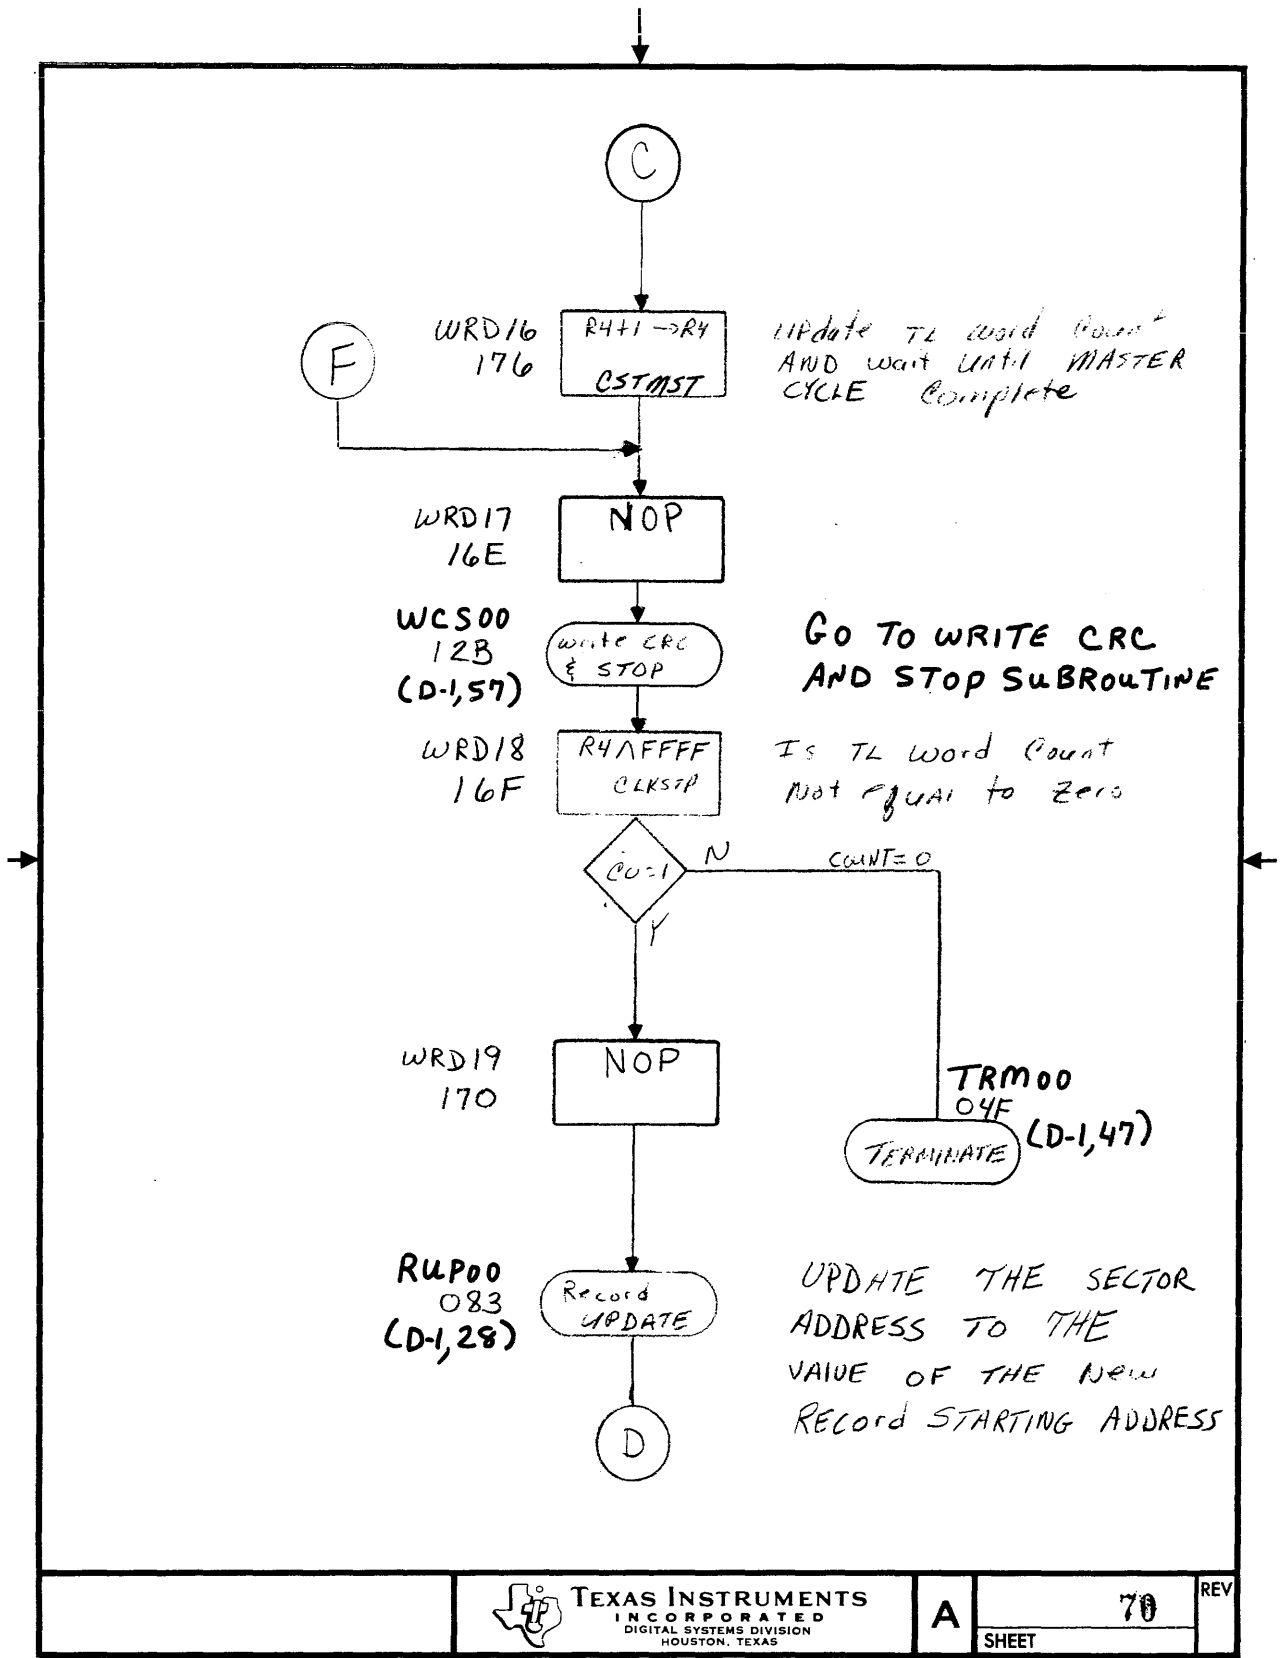 C
WRD16
176
R4+1 →R4
CSTMST
UPdate TL word Count
AND wait Until MASTER
CYCLE Complete
F
WRD17
16E
NOP
WCS00
12B
(D-1,57)
write CRC
& STOP
GO TO WRITE CRC
AND STOP SUBROUTINE
WRD18
16F
R4ΛFFFF
CLKSTP
Is TL word Count
Not equal to Zero
CO=1
N
COUNT=0
Y
WRD19
170
NOP
TRM00
04F
(D-1,47)
TERMINATE
RUP00
083
(D-1,28)
Record
UPDATE
UPDATE THE SECTOR
ADDRESS TO THE
VALUE OF THE New
RECord STARTING ADDRESS
D
TEXAS INSTRUMENTS
INCORPORATED
DIGITAL SYSTEMS DIVISION
HOUSTON, TEXAS
A
70
SHEET
REV